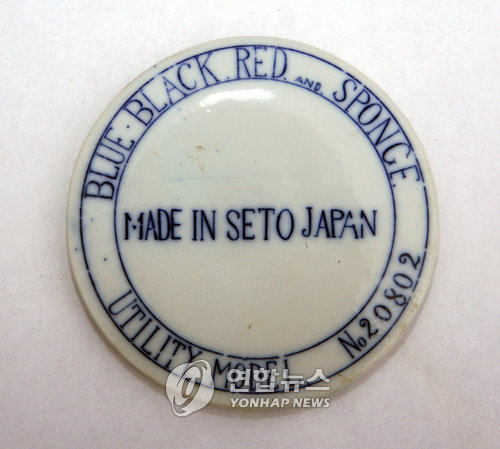 BLUE·BLACK.RED.AND.SPONGE.
MADE IN SETO JAPAN
UTILITY MODEL
No20802
연합뉴스
YONHAP NEWS